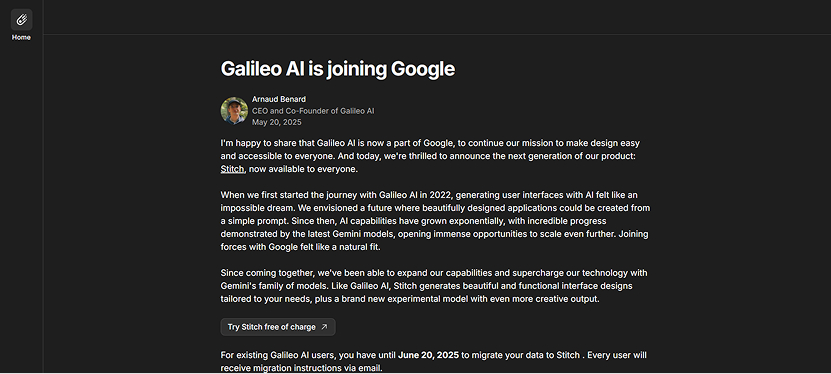 Home
Galileo AI is joining Google
Arnaud Benard
CEO and Co-Founder of Galileo AI
May 20, 2025
I'm happy to share that Galileo AI is now a part of Google, to continue our mission to make design easy
and accessible to everyone. And today, we're thrilled to announce the next generation of our product:
Stitch, now available to everyone.
When we first started the journey with Galileo AI in 2022, generating user interfaces with AI felt like an
impossible dream. We envisioned a future where beautifully designed applications could be created from
a simple prompt. Since then, AI capabilities have grown exponentially, with incredible progress
demonstrated by the latest Gemini models, opening immense opportunities to scale even further. Joining
forces with Google felt like a natural fit.
Since coming together, we've been able to expand our capabilities and supercharge our technology with
Gemini's family of models. Like Galileo AI, Stitch generates beautiful and functional interface designs
tailored to your needs, plus a brand new experimental model with even more creative output.
Try Stitch free of charge
For existing Galileo AI users, you have until June 20, 2025 to migrate your data to Stitch . Every user will
receive migration instructions via email.